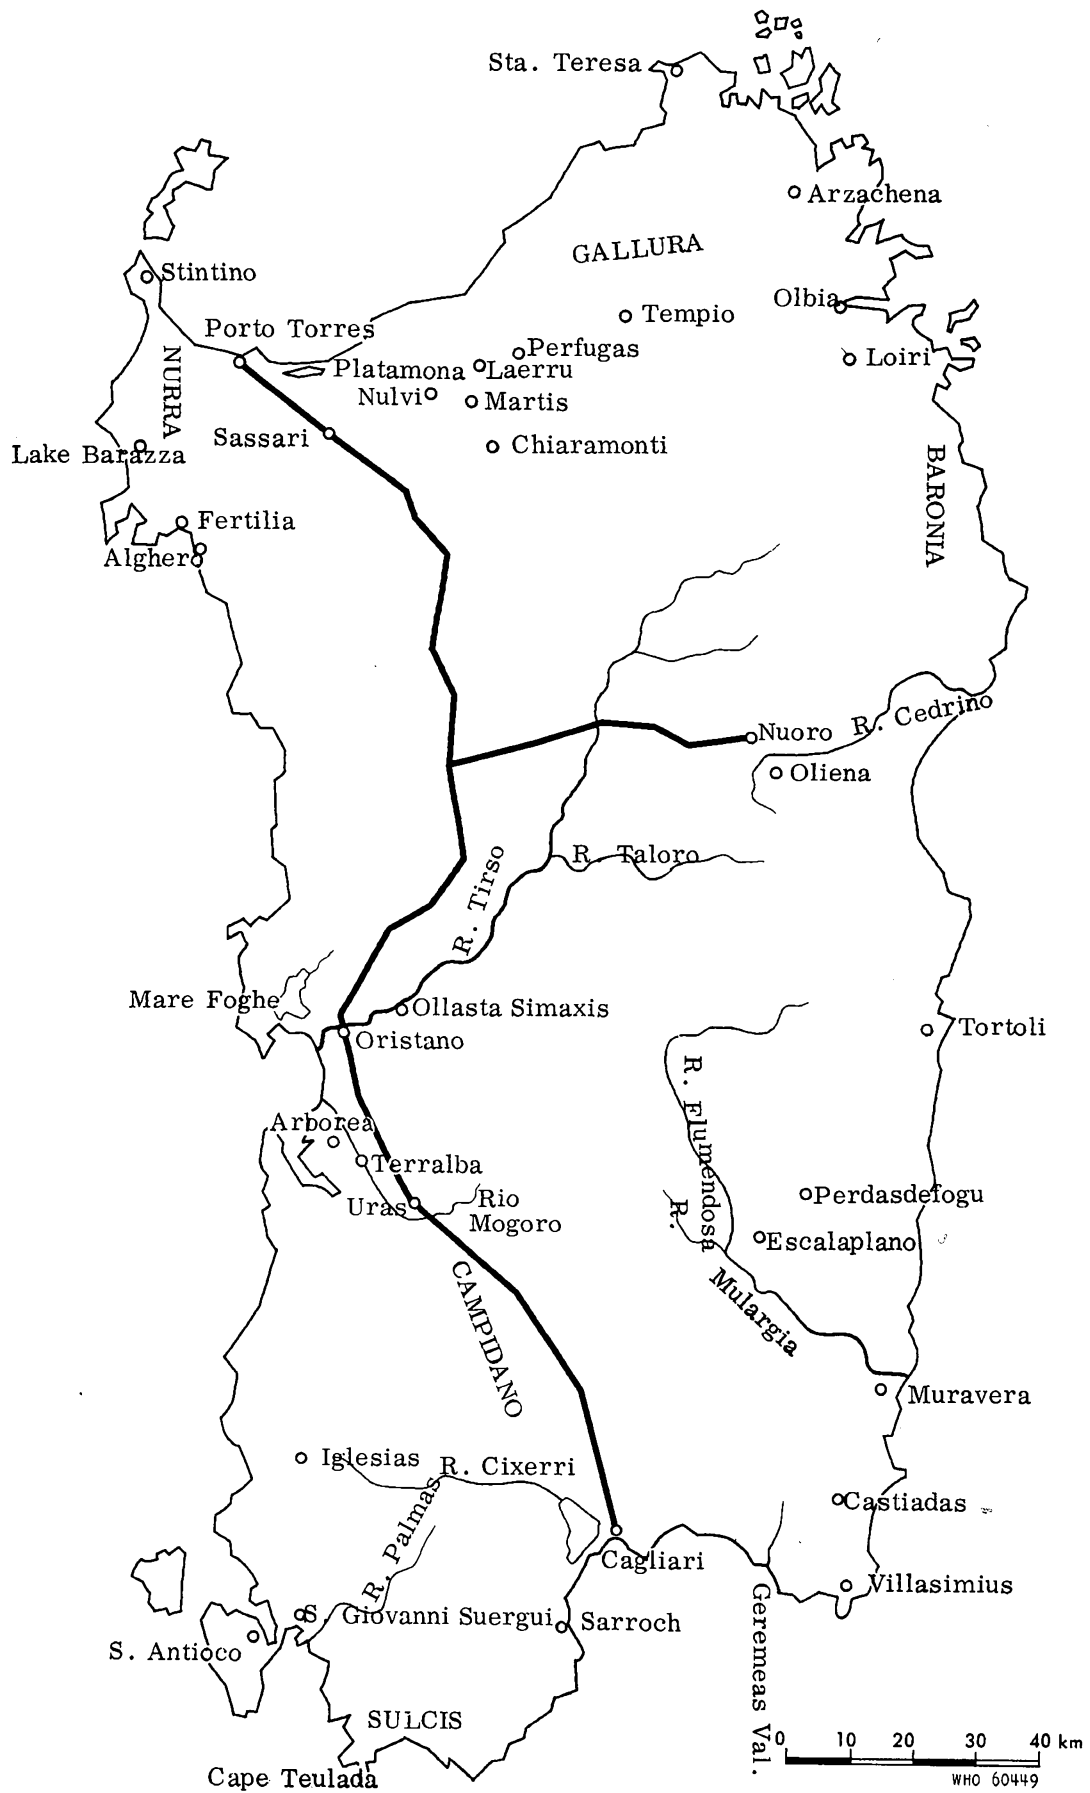 Sta. Teresa
Arzachena
GALLURA
Stintino
Olbia
Tempio
Porto Torres
Perfugas
Loiri
Platamona
Laerru
NURRA
Nulvi
Martis
Sassari
Chiaramonti
Lake Barazza
BARONIA
Fertilia
Alghero
R. Cedrino
Nuoro
Oliena
R. Taloro
R. Tirso
Mare Foghe
Ollasta Simaxis
Oristano
Tortoli
R. Flumendosa
Arborea
Terralba
Perdasdefogu
Uras
Rio
Mogoro
R. Mulargia
Escalaplano
CAMPIDANO
Muravera
Iglesias
R. Cixerri
R. Palmas
Castiadas
Cagliari
Villasimius
S. Giovanni Suergui
Sarroch
Geremeas Val.
S. Antioco
SULCIS
Cape Teulada
0 10 20 30 40 km
WHO 60449